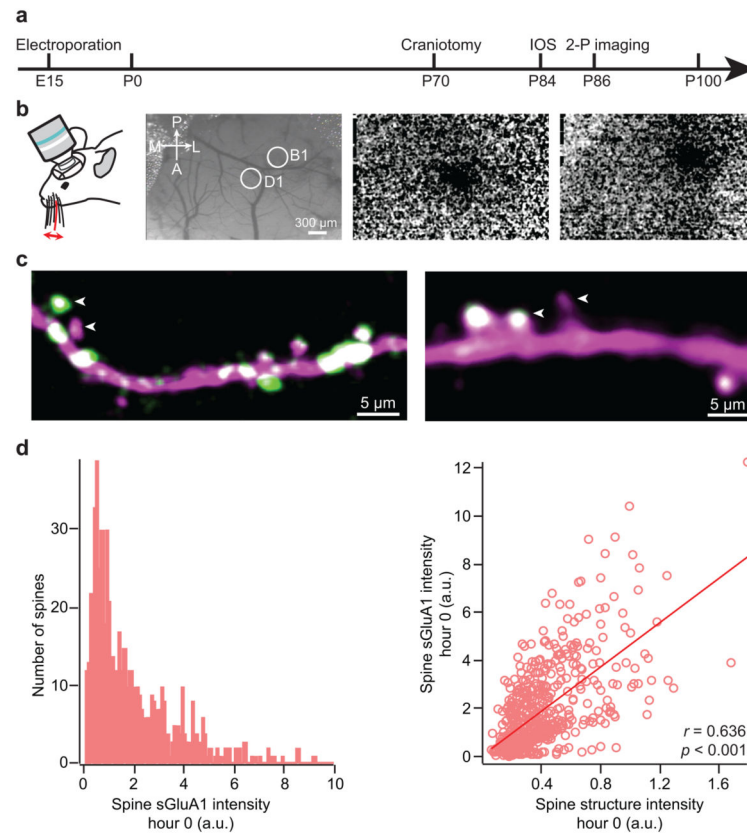 a
Electroporation Craniotomy IOS 2-P imaging
E15 P0 P70 P84 P86 P100
b
P
M L
A
B1
D1
300 µm
c
5 µm
5 µm
d
30
20
10
0
Number of spines
0 2 4 6 8 10
Spine sGluA1 intensity
hour 0 (a.u.)
12
10
8
6
4
2
0
Spine sGluA1 intensity
hour 0 (a.u.)
r = 0.636
p < 0.001
0.4 0.8 1.2 1.6
Spine structure intensity
hour 0 (a.u.)